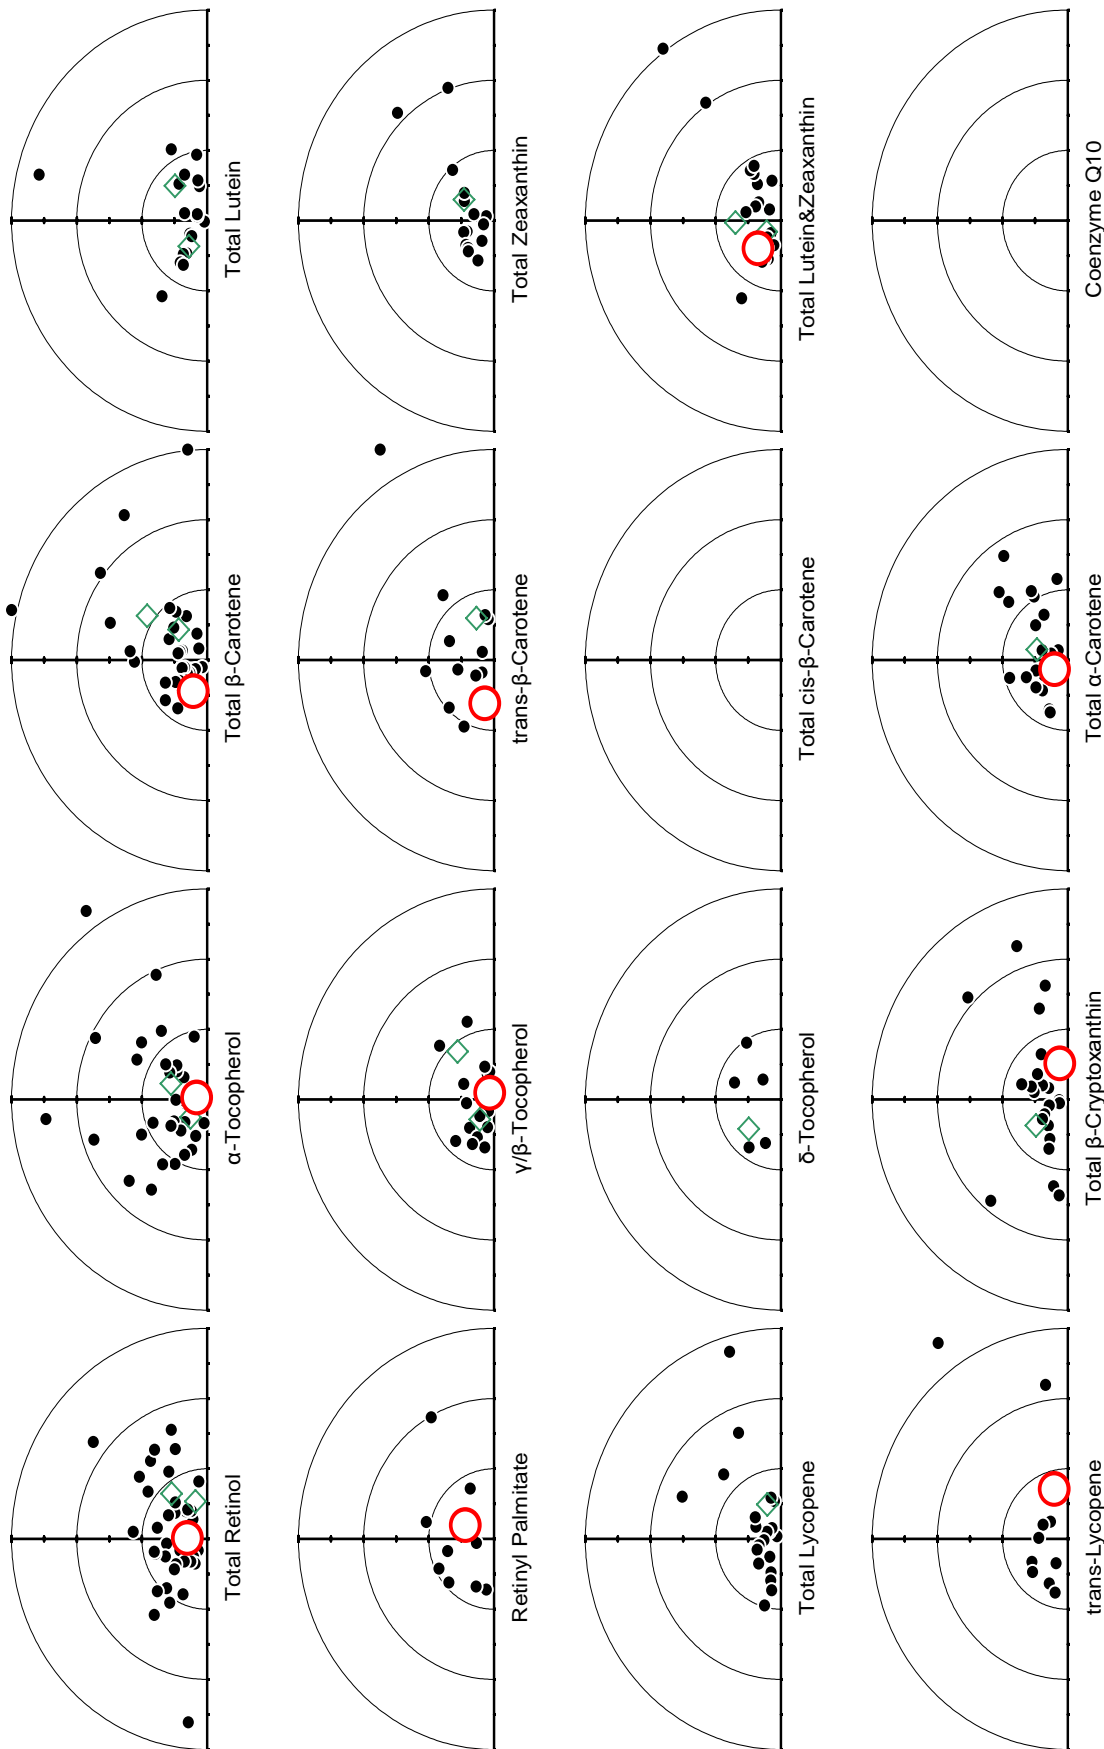 Total Retinol
α-Tocopherol
Total β-Carotene
Total Lutein
Retinyl Palmitate
γ/β-Tocopherol
trans-β-Carotene
Total Zeaxanthin
Total Lycopene
δ-Tocopherol
Total cis-β-Carotene
Total Lutein&Zeaxanthin
trans-Lycopene
Total β-Cryptoxanthin
Total α-Carotene
Coenzyme Q10